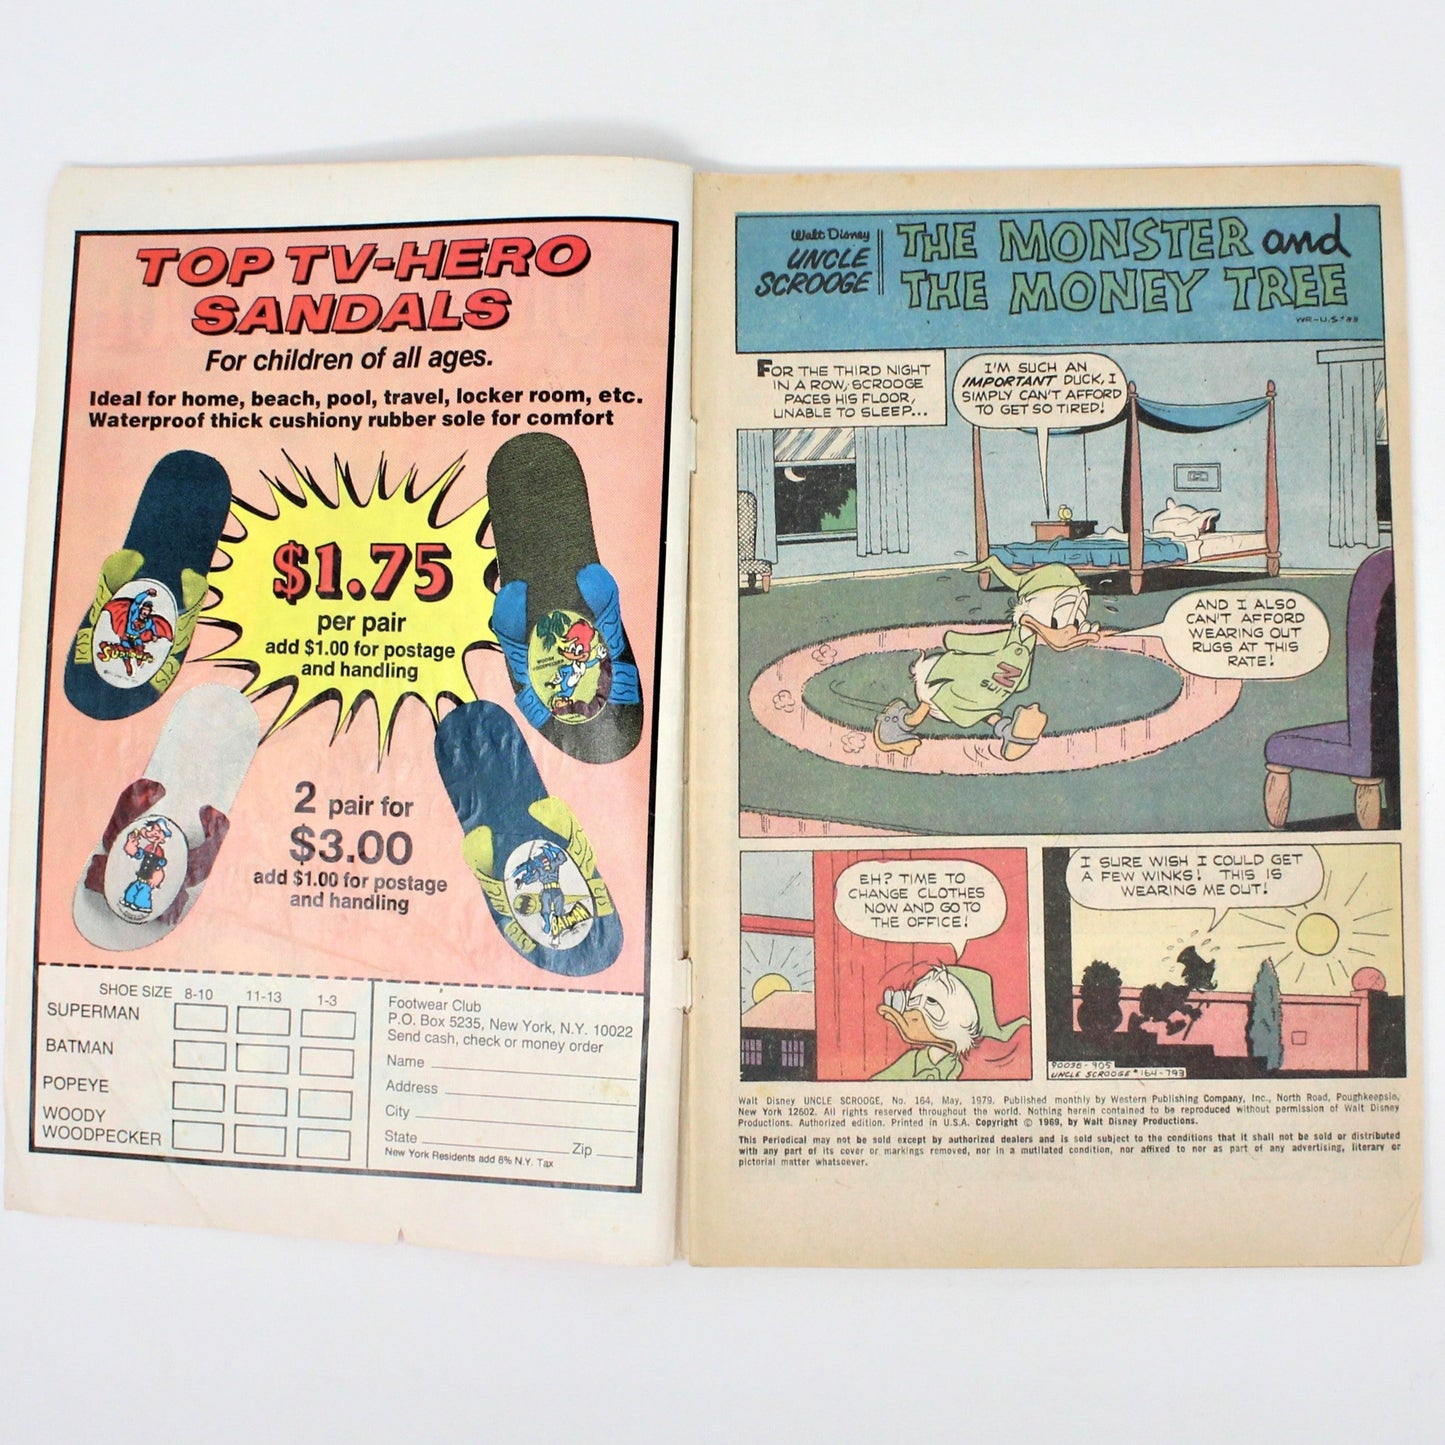 TOP TV-HERO
SANDALS
For children of all ages.
Ideal for home, beach, pool, travel, locker room, etc.
Waterproof thick cushiony rubber sole for comfort
$1.75
per pair
add $1.00 for postage
and handling
Superman
WOODY
WOODPECKER
2 pair for
$3.00
add $1.00 for postage
and handling
BATMAN
SHOE SIZE 8-10 11-13 1-3
SUPERMAN
BATMAN
POPEYE
WOODY
WOODPECKER
Footwear Club
P.O. Box 5235, New York, N.Y. 10022
Send cash, check or money order
Name
Address
City
State Zip
New York Residents add 8% N.Y. Tax
Walt Disney
UNCLE
SCROOGE
THE MONSTER and
THE MONEY TREE
FOR THE THIRD NIGHT
IN A ROW, SCROOGE
PACES HIS FLOOR,
UNABLE TO SLEEP...
I'M SUCH AN
IMPORTANT DUCK, I
SIMPLY CAN'T AFFORD
TO GET SO TIRED!
AND I ALSO
CAN'T AFFORD
WEARING OUT
RUGS AT THIS
RATE!
Z
SUIT
EH? TIME TO
CHANGE CLOTHES
NOW AND GO TO
THE OFFICE!
I SURE WISH I COULD GET
A FEW WINKS! THIS IS
WEARING ME OUT!
90038-905
UNCLE SCROOGE #164-793
Walt Disney UNCLE SCROOGE, No. 164, May, 1979. Published monthly by Western Publishing Company, Inc., North Road, Poughkeepsie,
New York 12602. All rights reserved throughout the world. Nothing herein contained to be reproduced without permission of Walt Disney
Productions. Authorized edition. Printed in U.S.A. Copyright © 1969, by Walt Disney Productions.
This Periodical may not be sold except by authorized dealers and is sold subject to the conditions that it shall not be sold or distributed
with any part of its cover or markings removed, nor in a mutilated condition, nor affixed to nor as part of any advertising, literary or
pictorial matter whatsoever.